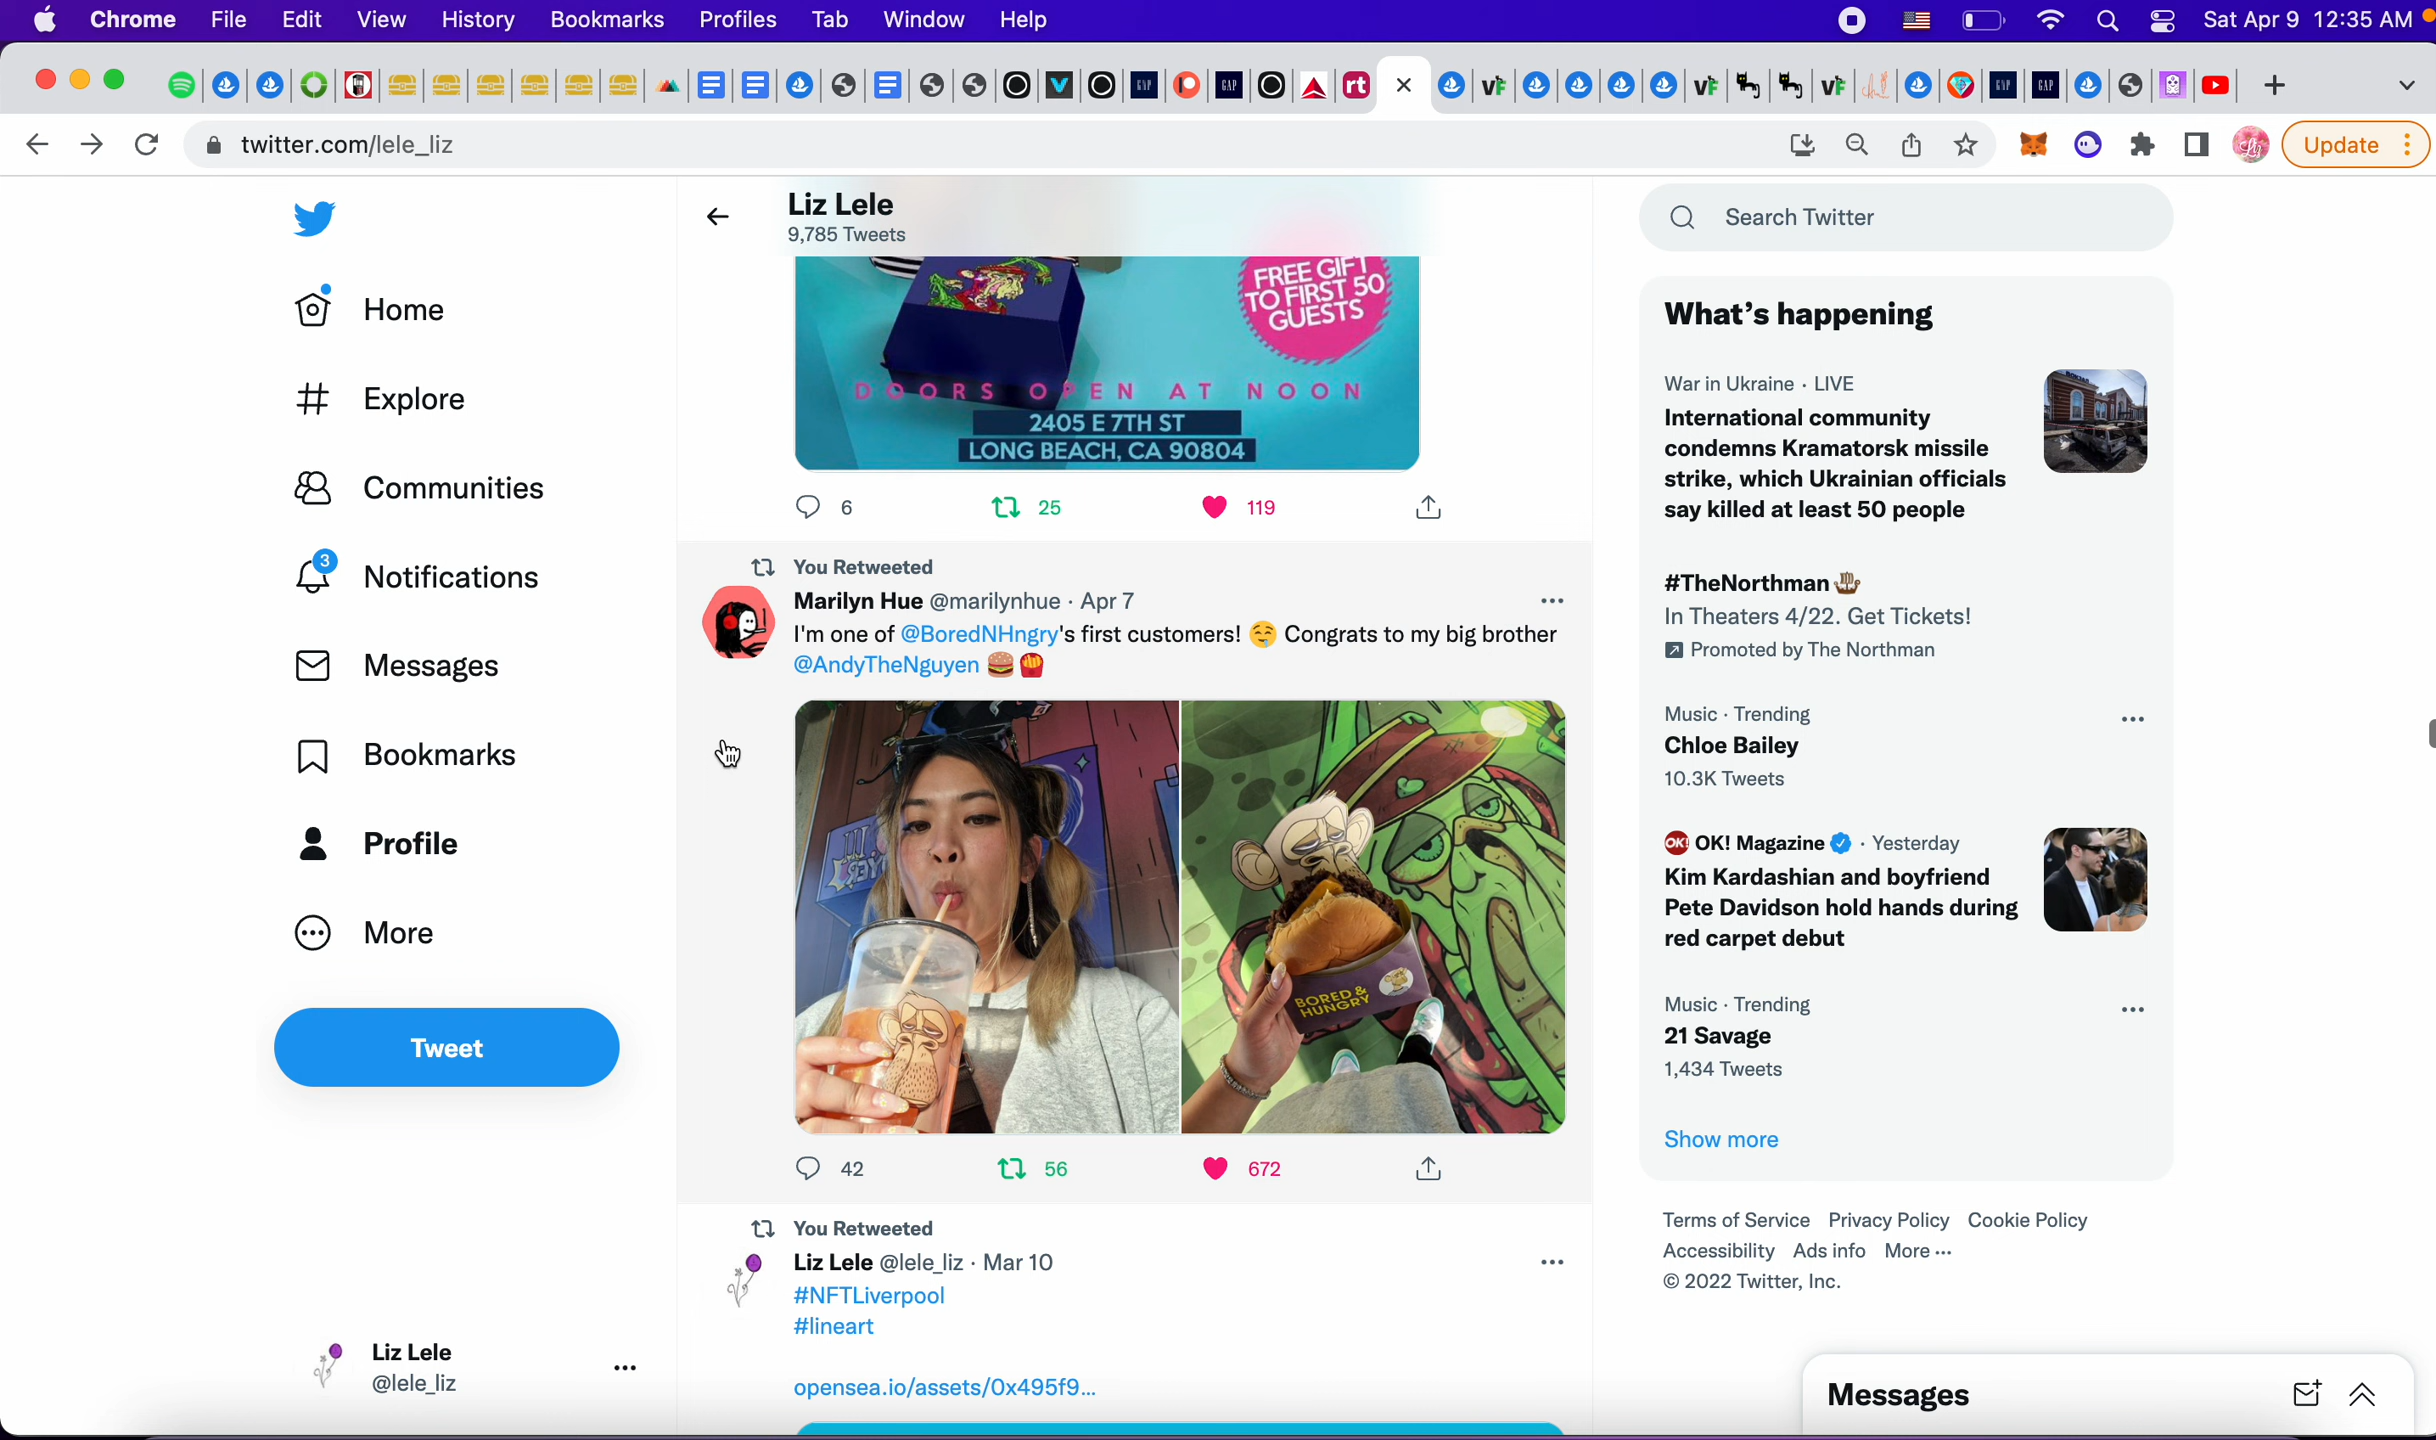 Chrome File Edit View History Bookmarks Profiles Tab Window Help Sat Apr 9 12:35 AM
twitter.com/lele_liz Update
Liz Lele
9,785 Tweets
Home
Explore
Communities
3
Notifications
Messages
Bookmarks
Profile
More
Tweet
Liz Lele
@lele_liz
FREE GIFT
TO FIRST 50
GUESTS
DOORS OPEN AT NOON
2405 E 7TH ST
LONG BEACH, CA 90804
6 25 119
You Retweeted
Marilyn Hue @marilynhue · Apr 7
I'm one of @BoredNHngry's first customers! 🤤 Congrats to my big brother
@AndyTheNguyen 🍔🍟
BORED &
HUNGRY
42 56 672
You Retweeted
Liz Lele @lele_liz · Mar 10
#NFTLiverpool
#lineart
opensea.io/assets/0x495f9...
Search Twitter
What's happening
War in Ukraine · LIVE
International community
condemns Kramatorsk missile
strike, which Ukrainian officials
say killed at least 50 people
#TheNorthman
In Theaters 4/22. Get Tickets!
Promoted by The Northman
Music · Trending
Chloe Bailey
10.3K Tweets
OK! OK! Magazine · Yesterday
Kim Kardashian and boyfriend
Pete Davidson hold hands during
red carpet debut
Music · Trending
21 Savage
1,434 Tweets
Show more
Terms of Service Privacy Policy Cookie Policy
Accessibility Ads info More ···
© 2022 Twitter, Inc.
Messages